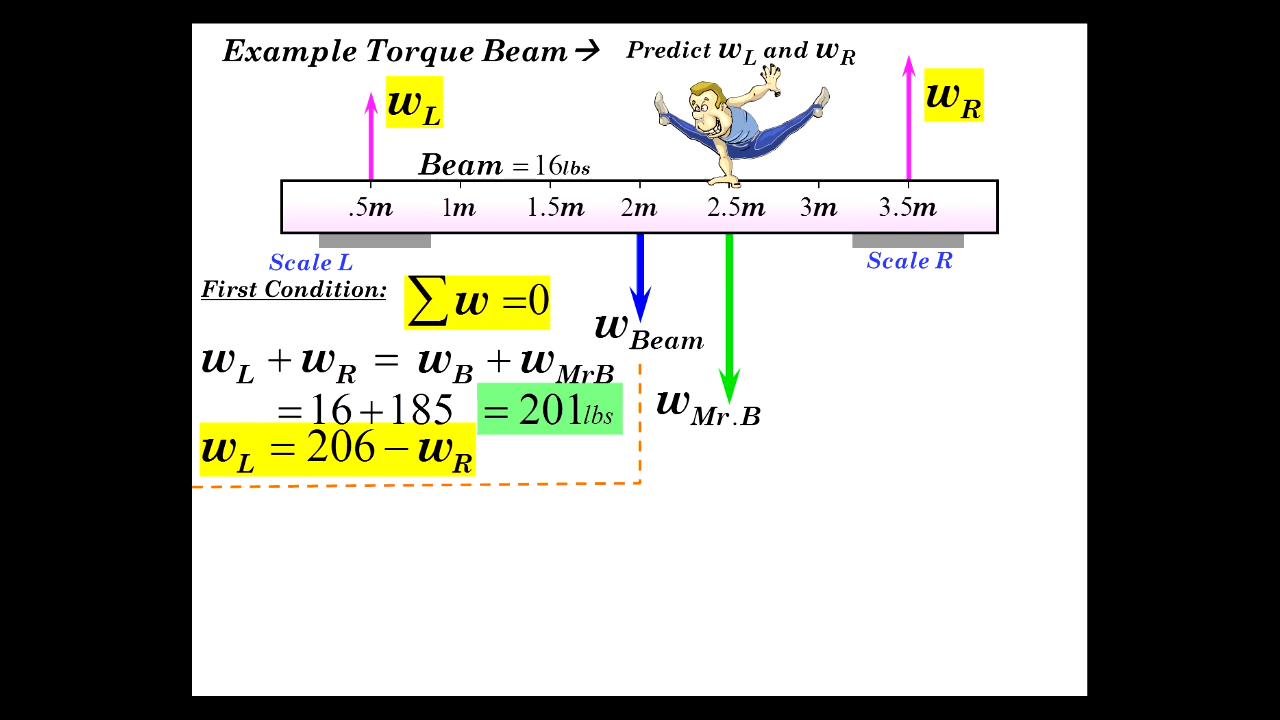 Example Torque Beam→ Predict wL and wR
wL
wR
Beam = 16lbs
.5m 1m 1.5m 2m 2.5m 3m 3.5m
Scale L
Scale R
First Condition:
∑w = 0
wBeam
wL + wR = wB + wMrB
= 16 + 185 = 201lbs
wMr.B
wL = 206 − wR